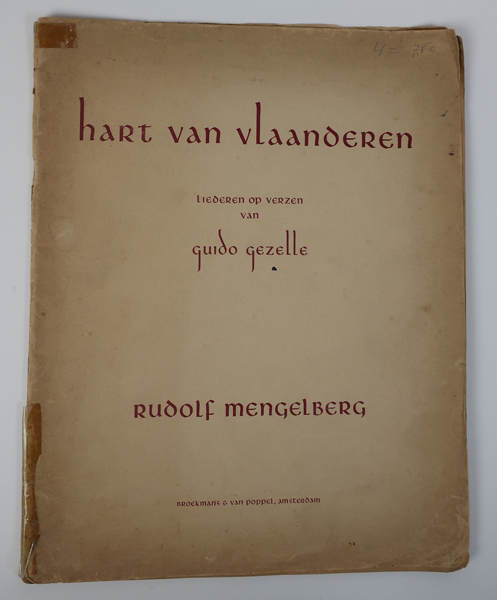 hart van vlaanderen
liederen op verzen
van
guido gezelle
Rudolf Mengelberg
Broekmans & van Poppel, Amsterdam